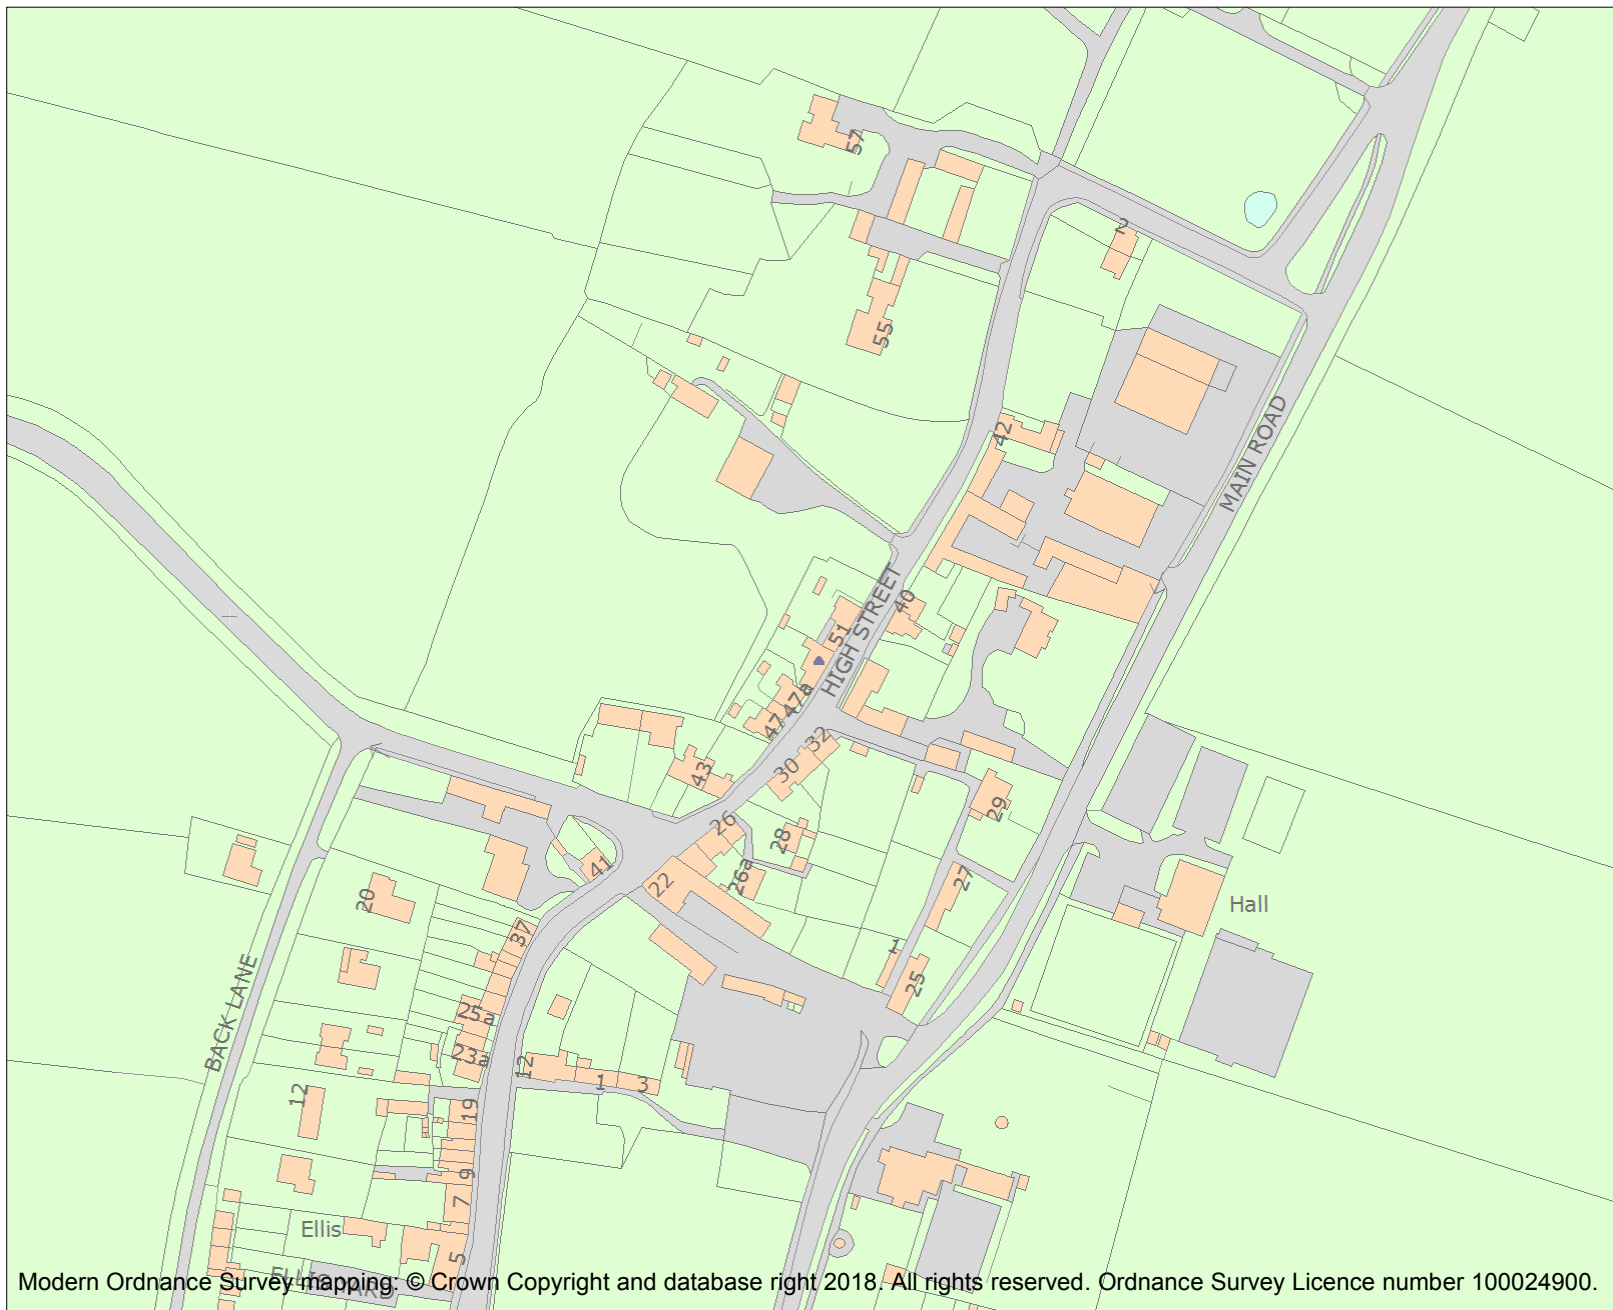 57
2
55
42
MAIN ROAD
HIGH STREET
40
51
47a
47
32
30
43
29
26
28
41
22
26a
27
20
Hall
37
1
25
BACK LANE
25a
23a
12
1
3
12
19
9
7
Ellis
5
ELLIS YARD
Modern Ordnance Survey mapping: © Crown Copyright and database right 2018. All rights reserved. Ordnance Survey Licence number 100024900.